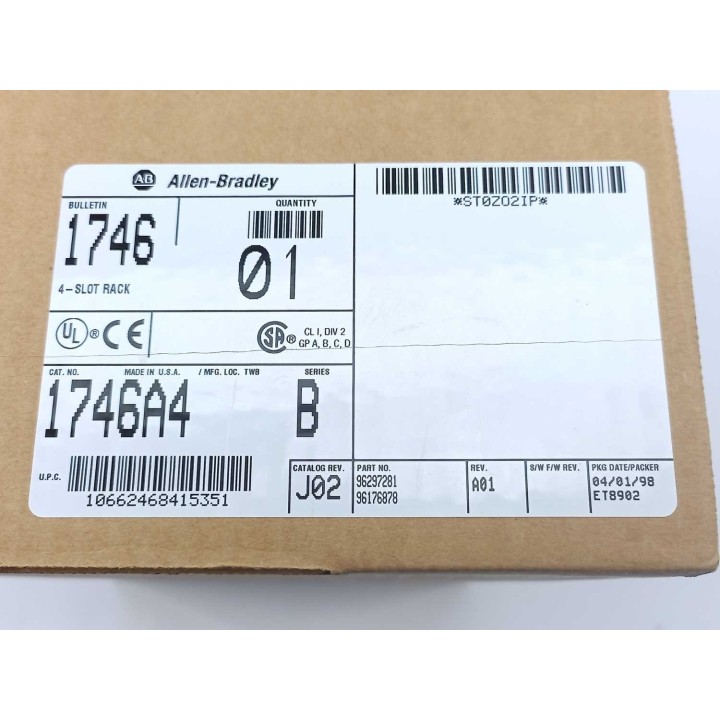 AB Allen-Bradley
*ST0Z02IP*
BULLETIN
QUANTITY
1746
01
4-SLOT RACK
UL ® CE
SA ® CL I, DIV 2
GP A, B, C, D
CAT. NO. MADE IN U.S.A. / MFG. LOC. TWB SERIES
1746A4 B
U.P.C.
10662468415351
CATALOG REV.
J02
PART NO.
96297281
96176878
REV.
A01
S/W F/W REV.
PKG DATE/PACKER
04/01/98
ET8902